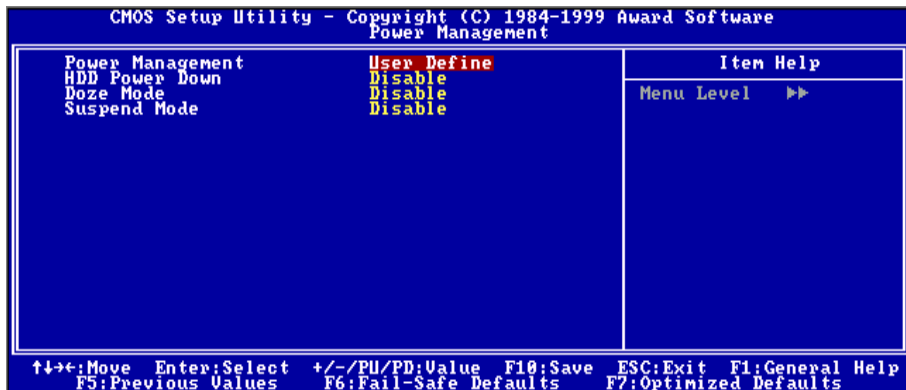 CMOS Setup Utility - Copyright (C) 1984-1999 Award Software
Power Management
Power Management User Define
HDD Power Down Disable
Doze Mode Disable
Suspend Mode Disable
Item Help
Menu Level ▶▶
↑↓→←:Move Enter:Select +/-/PU/PD:Value F10:Save ESC:Exit F1:General Help
F5:Previous Values F6:Fail-Safe Defaults F7:Optimized Defaults